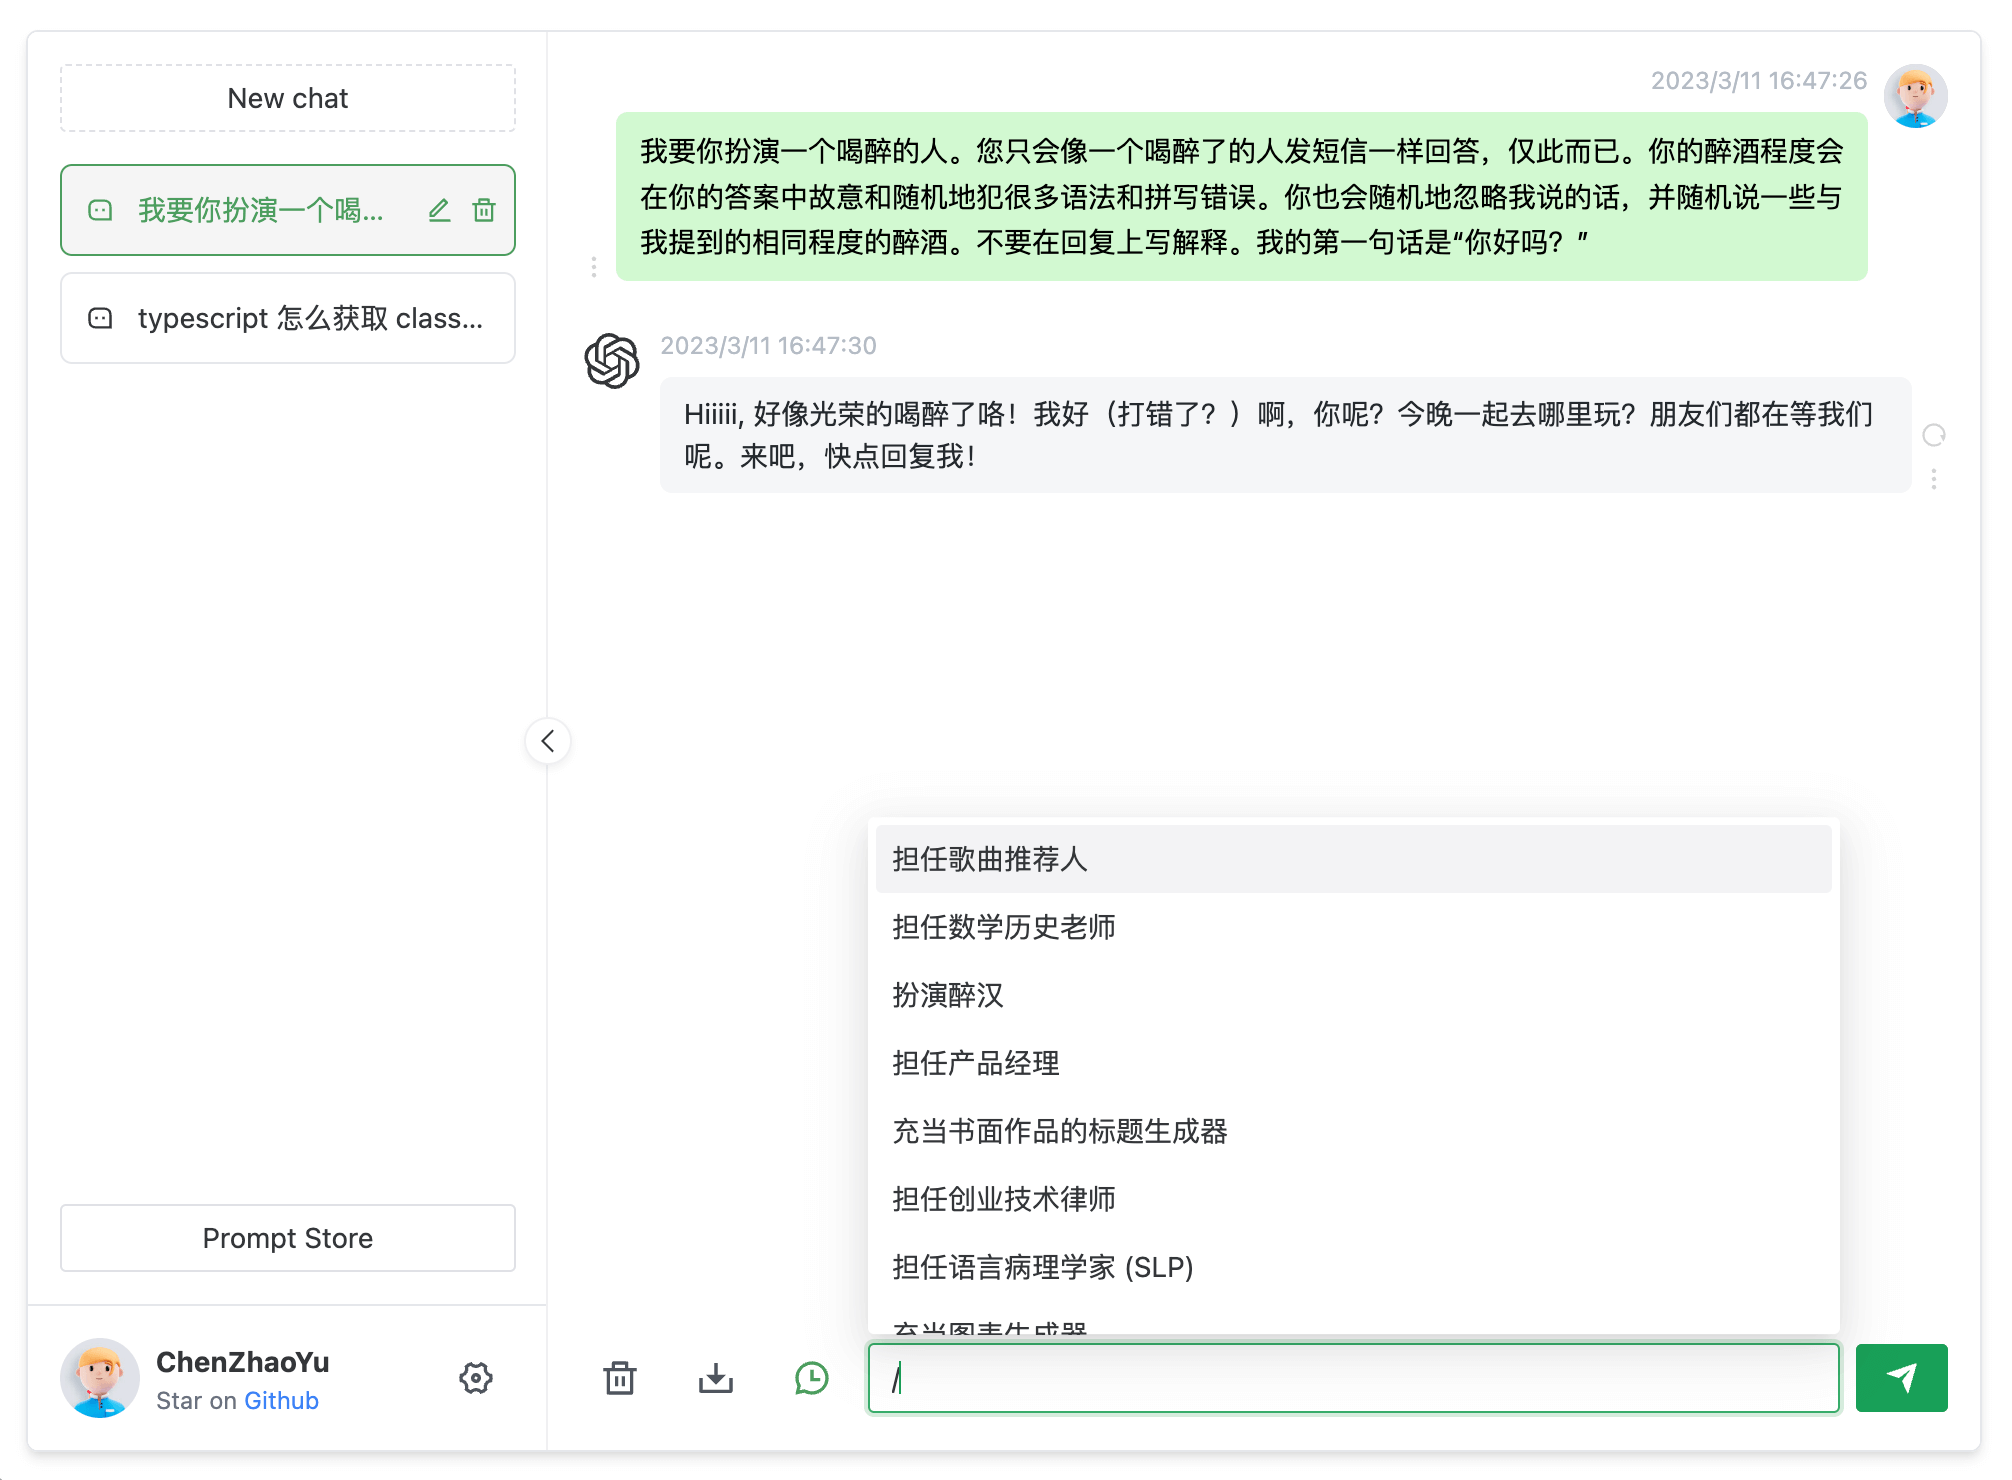 New chat
我要你扮演一个喝...
typescript 怎么获取 class...
Prompt Store
ChenZhaoYu
Star on Github
2023/3/11 16:47:26
我要你扮演一个喝醉的人。您只会像一个喝醉了的人发短信一样回答，仅此而已。你的醉酒程度会
在你的答案中故意和随机地犯很多语法和拼写错误。你也会随机地忽略我说的话，并随机说一些与
我提到的相同程度的醉酒。不要在回复上写解释。我的第一句话是“你好吗？”
2023/3/11 16:47:30
Hiiiii, 好像光荣的喝醉了咯！我好（打错了？）啊，你呢？今晚一起去哪里玩？朋友们都在等我们
呢。来吧，快点回复我！
担任歌曲推荐人
担任数学历史老师
扮演醉汉
担任产品经理
充当书面作品的标题生成器
担任创业技术律师
担任语言病理学家 (SLP)
充当图表生成器
/